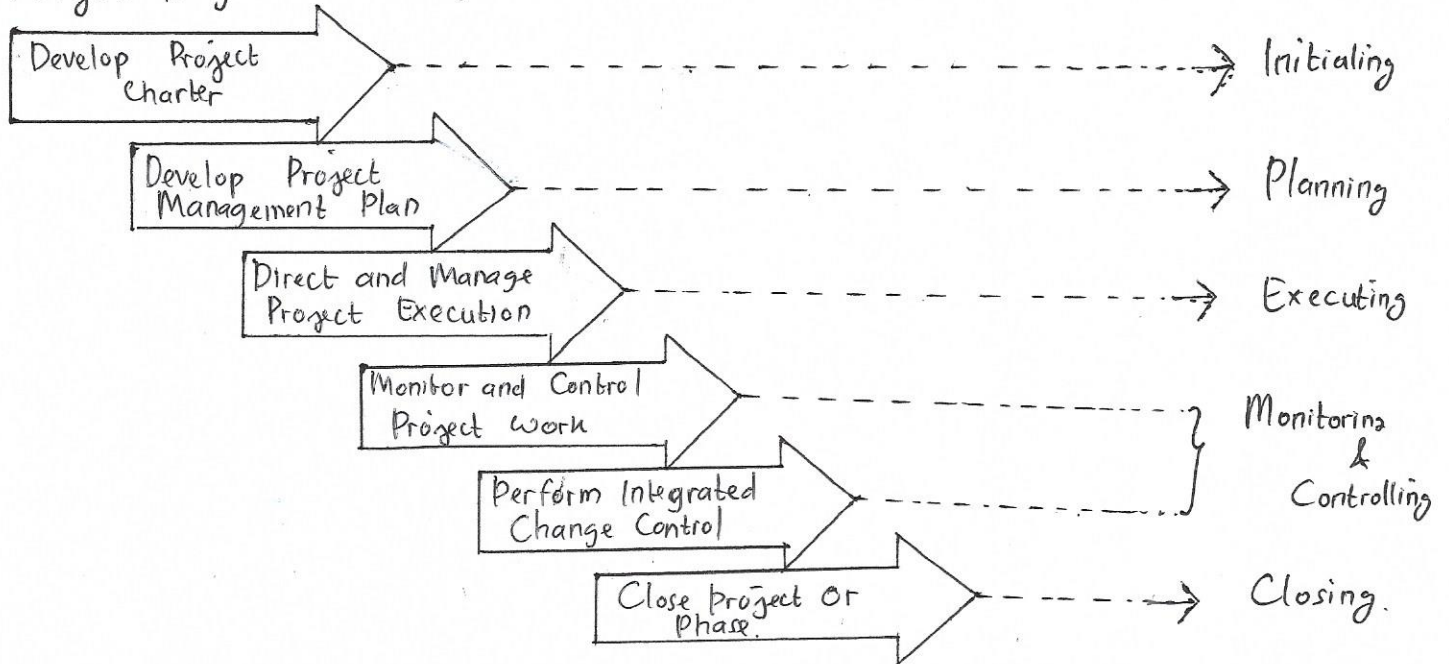 Develop Project
Charter
Initialing
Develop Project
Management Plan
Planning
Direct and Manage
Project Execution
Executing
Monitor and Control
Project Work
Monitoring
&
Controlling
Perform Integrated
Change Control
Close project or
Phase.
Closing.